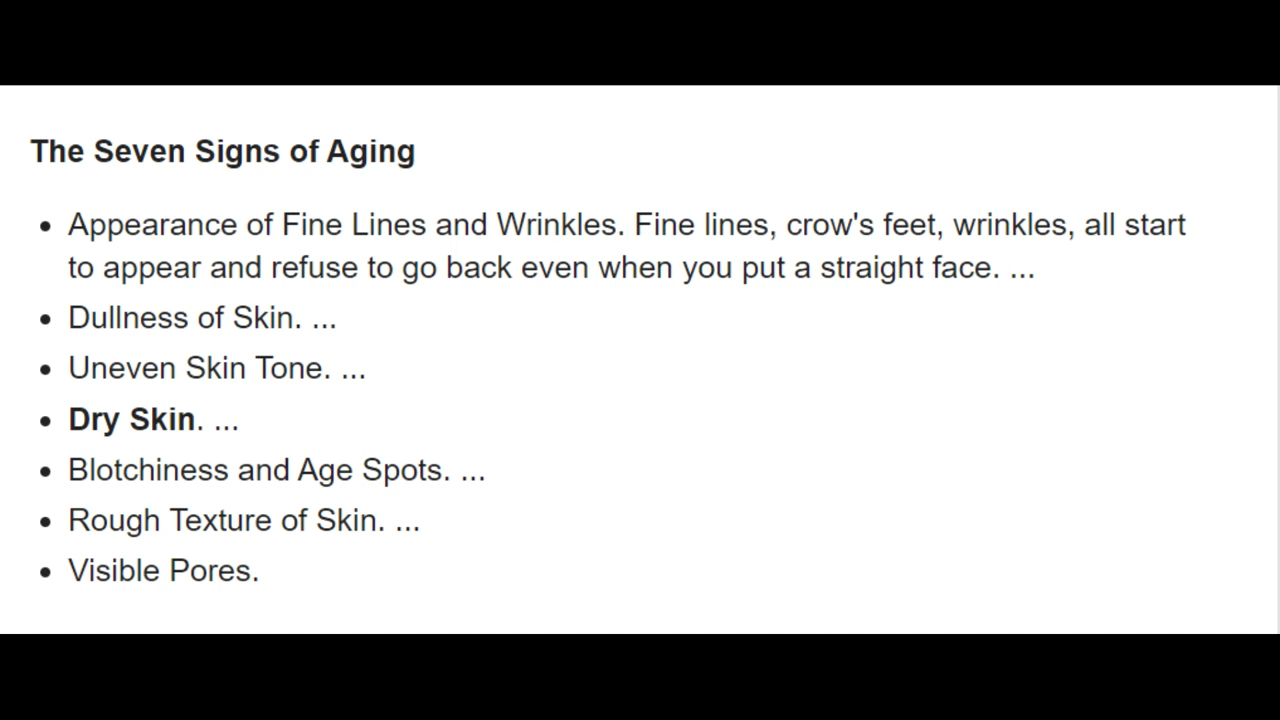 The Seven Signs of Aging
• Appearance of Fine Lines and Wrinkles. Fine lines, crow's feet, wrinkles, all start
to appear and refuse to go back even when you put a straight face. ...
• Dullness of Skin. ...
• Uneven Skin Tone. ...
• Dry Skin. ...
• Blotchiness and Age Spots. ...
• Rough Texture of Skin. ...
• Visible Pores.